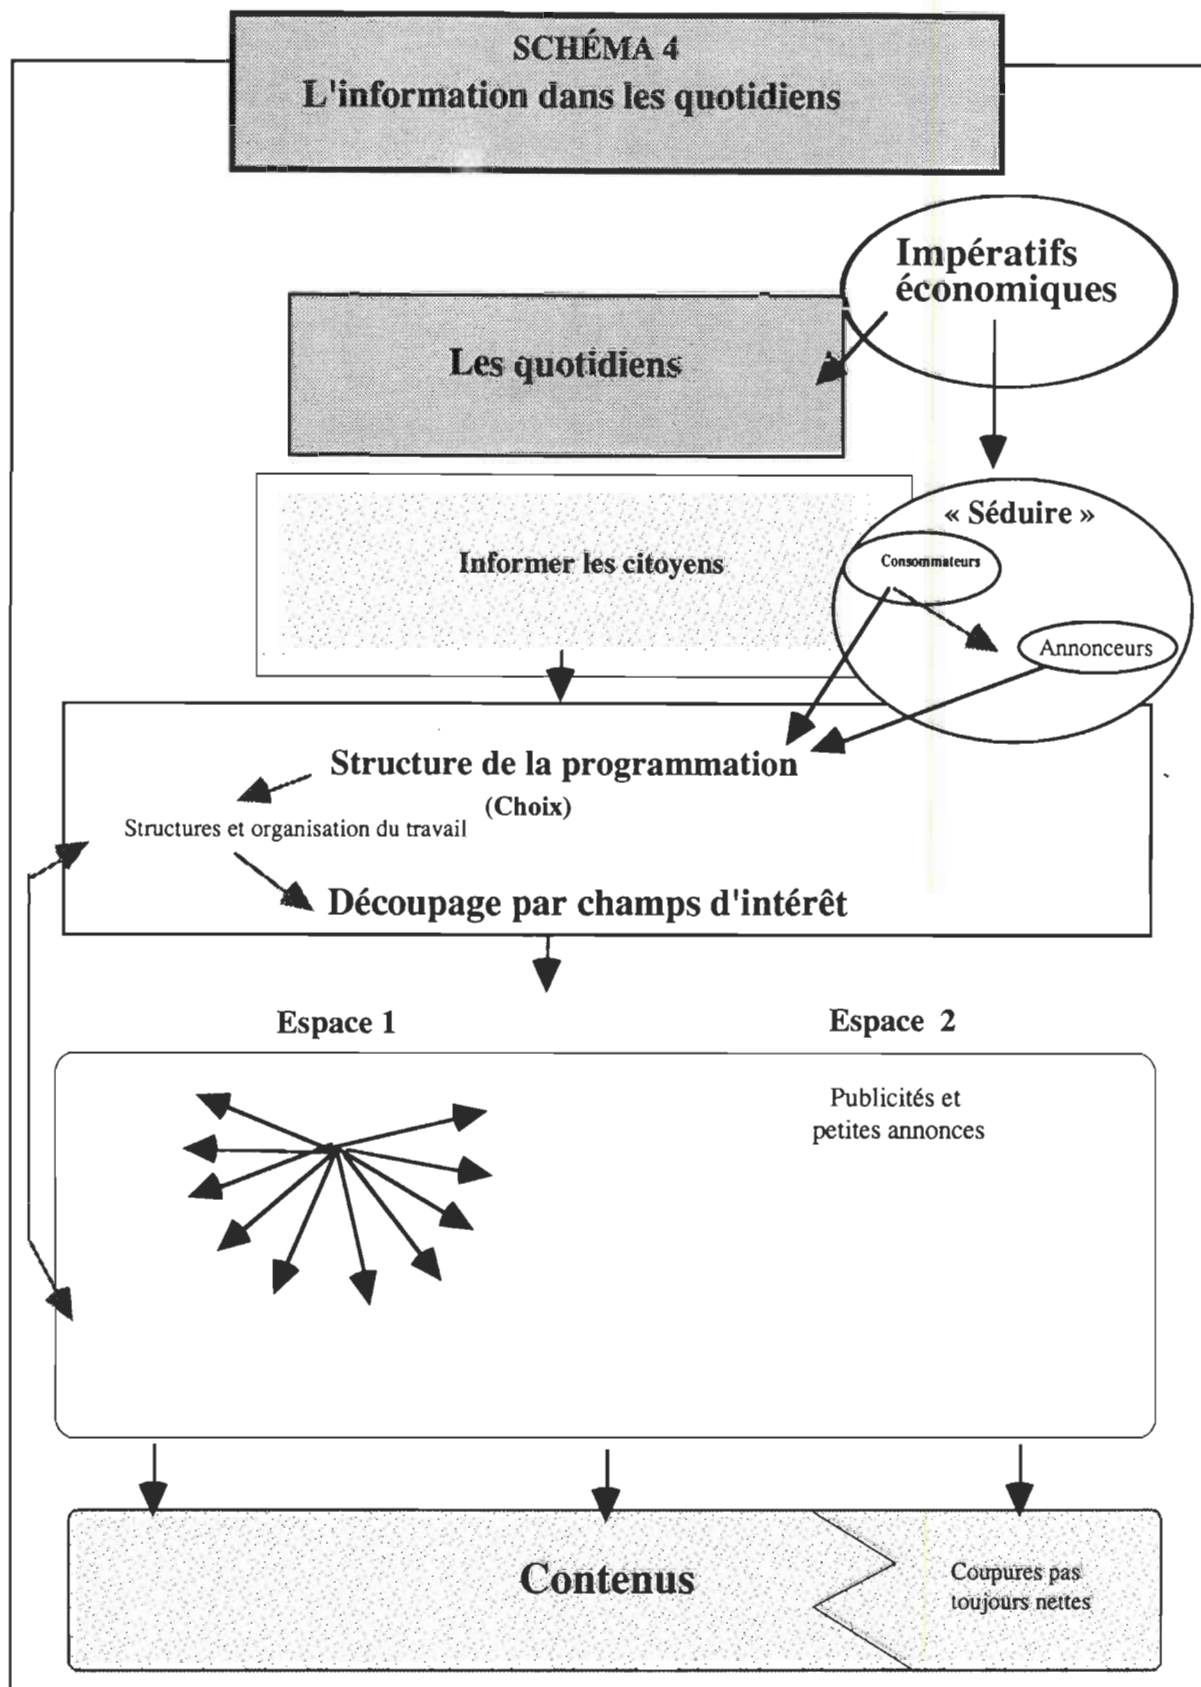 SCHÉMA 4
L'information dans les quotidiens
Impératifs
économiques
Les quotidiens
« Séduire »
Consommateurs
Informer les citoyens
Annonceurs
Structure de la programmation
(Choix)
Structures et organisation du travail
Découpage par champs d'intérêt
Espace 1
Espace 2
Publicités et
petites annonces
Contenus
Coupures pas
toujours nettes